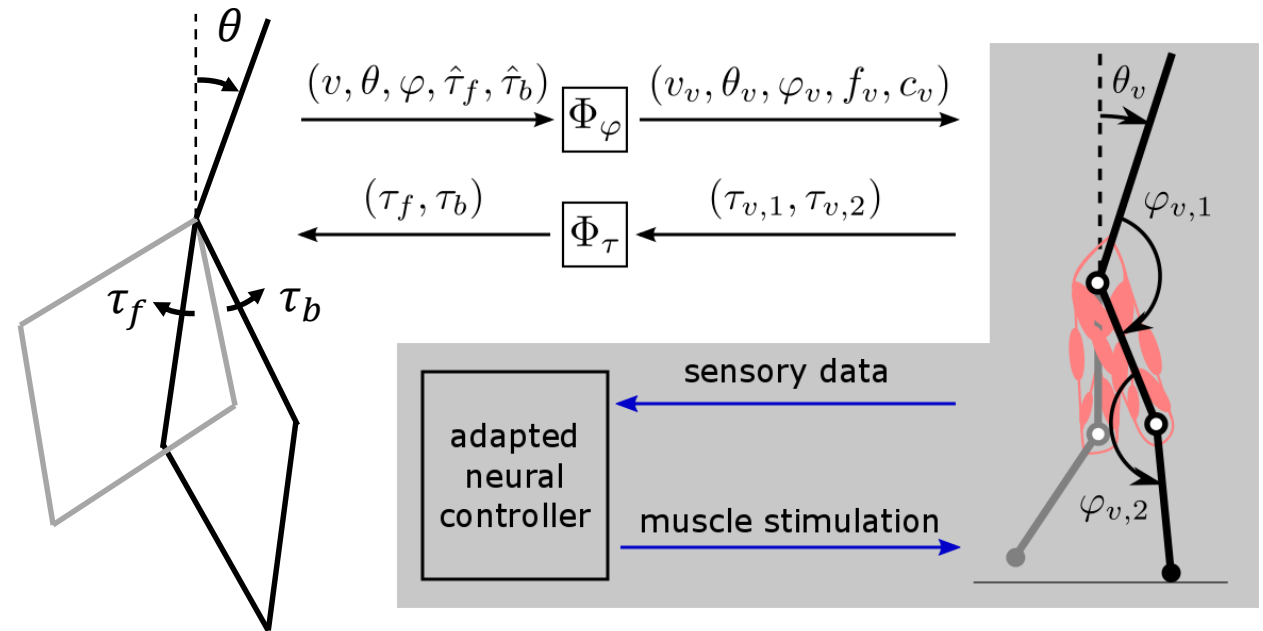 θ
(v, θ, φ, τ̂_f, τ̂_b)
Φ_φ
(v_v, θ_v, φ_v, f_v, c_v)
θ_v
(τ_f, τ_b)
Φ_τ
(τ_{v,1}, τ_{v,2})
φ_{v,1}
τ_f
τ_b
sensory data
adapted
neural
controller
muscle stimulation
φ_{v,2}